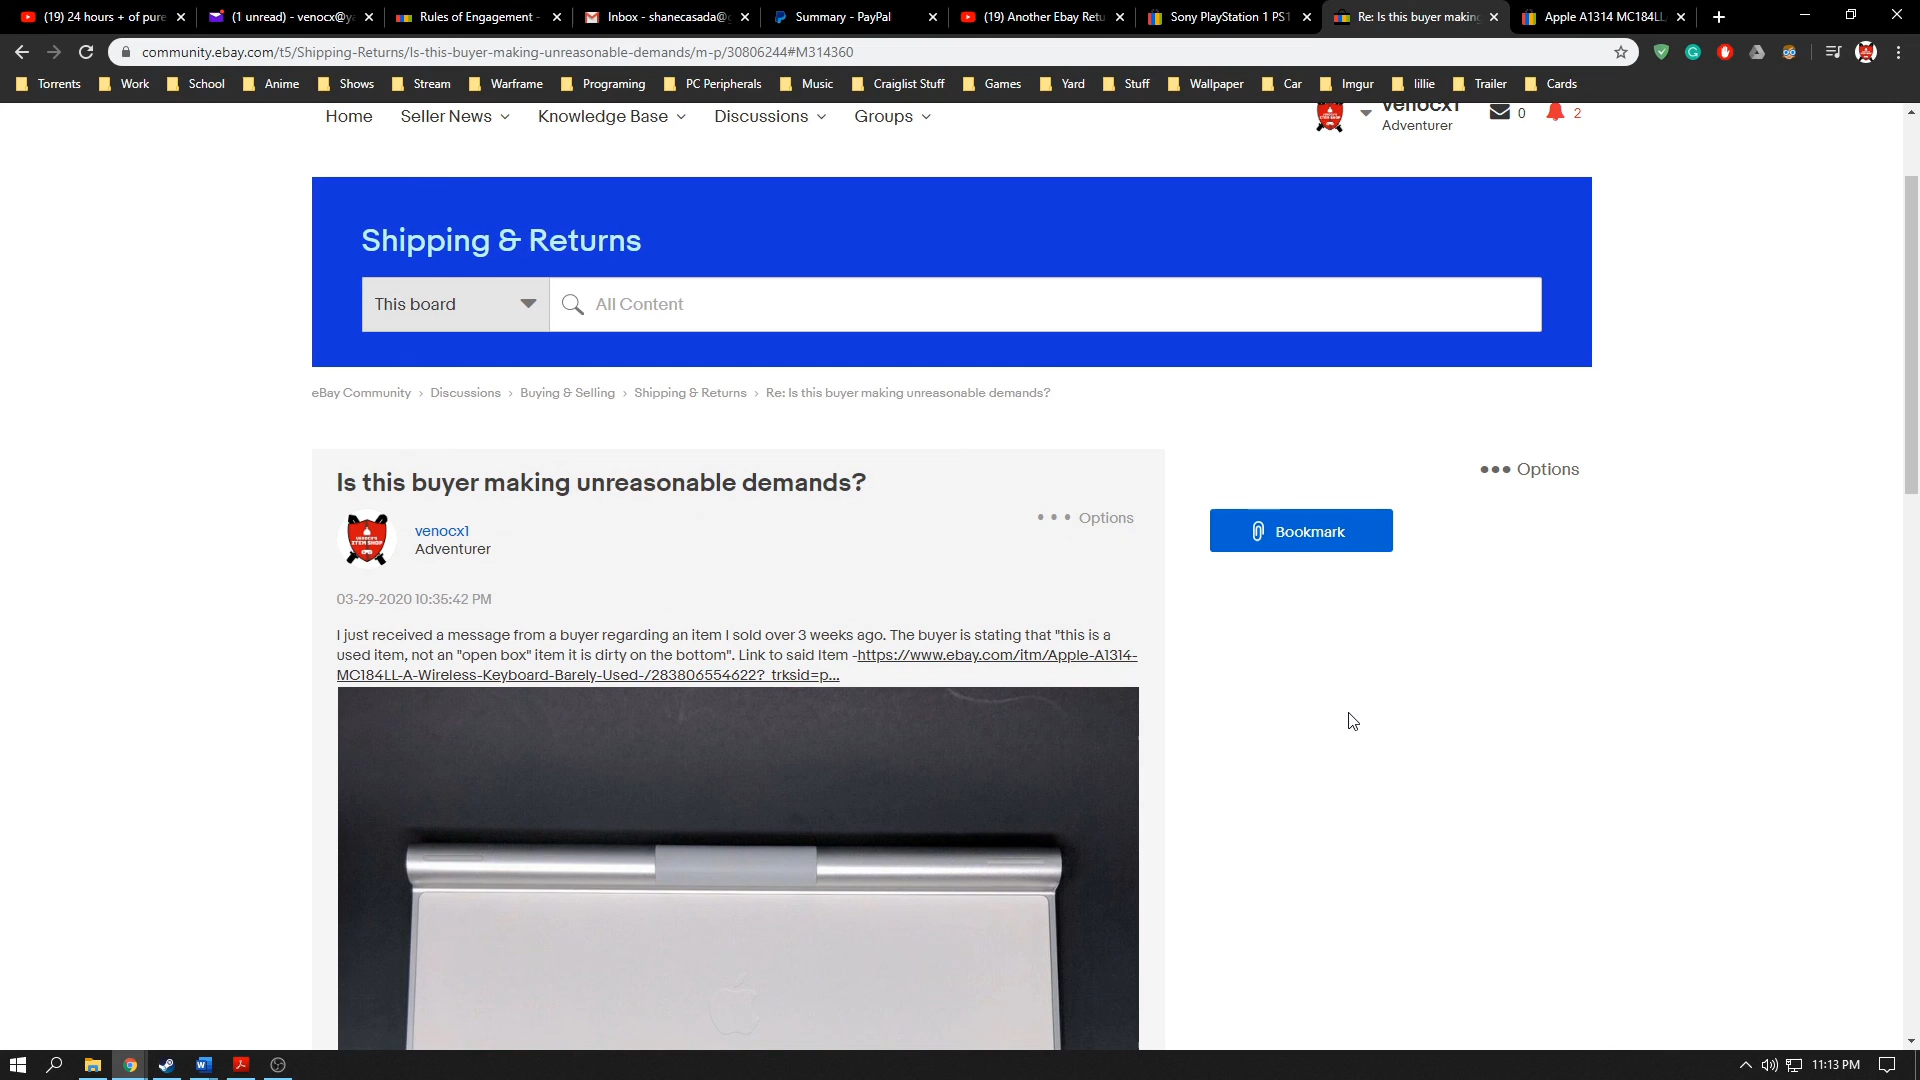 (19) 24 hours + of pure
(1 unread) - venocx@y
Rules of Engagement -
Inbox - shanecasada@g
Summary - PayPal
(19) Another Ebay Retu
Sony PlayStation 1 PS1
Re: Is this buyer making
Apple A1314 MC184LL
community.ebay.com/t5/Shipping-Returns/Is-this-buyer-making-unreasonable-demands/m-p/30806244#M314360
Torrents Work School Anime Shows Stream Warframe Programing PC Peripherals Music Craiglist Stuff Games Yard Stuff Wallpaper Car Imgur lillie Trailer Cards
Home Seller News Knowledge Base Discussions Groups
venocx1
Adventurer
0 2
Shipping & Returns
This board
All Content
eBay Community › Discussions › Buying & Selling › Shipping & Returns › Re: Is this buyer making unreasonable demands?
Is this buyer making unreasonable demands?
••• Options
Bookmark
venocx1
Adventurer
• • • Options
03-29-2020 10:35:42 PM
I just received a message from a buyer regarding an item I sold over 3 weeks ago. The buyer is stating that "this is a
used item, not an "open box" item it is dirty on the bottom". Link to said Item -https://www.ebay.com/itm/Apple-A1314-
MC184LL-A-Wireless-Keyboard-Barely-Used-/283806554622?_trksid=p...
11:13 PM